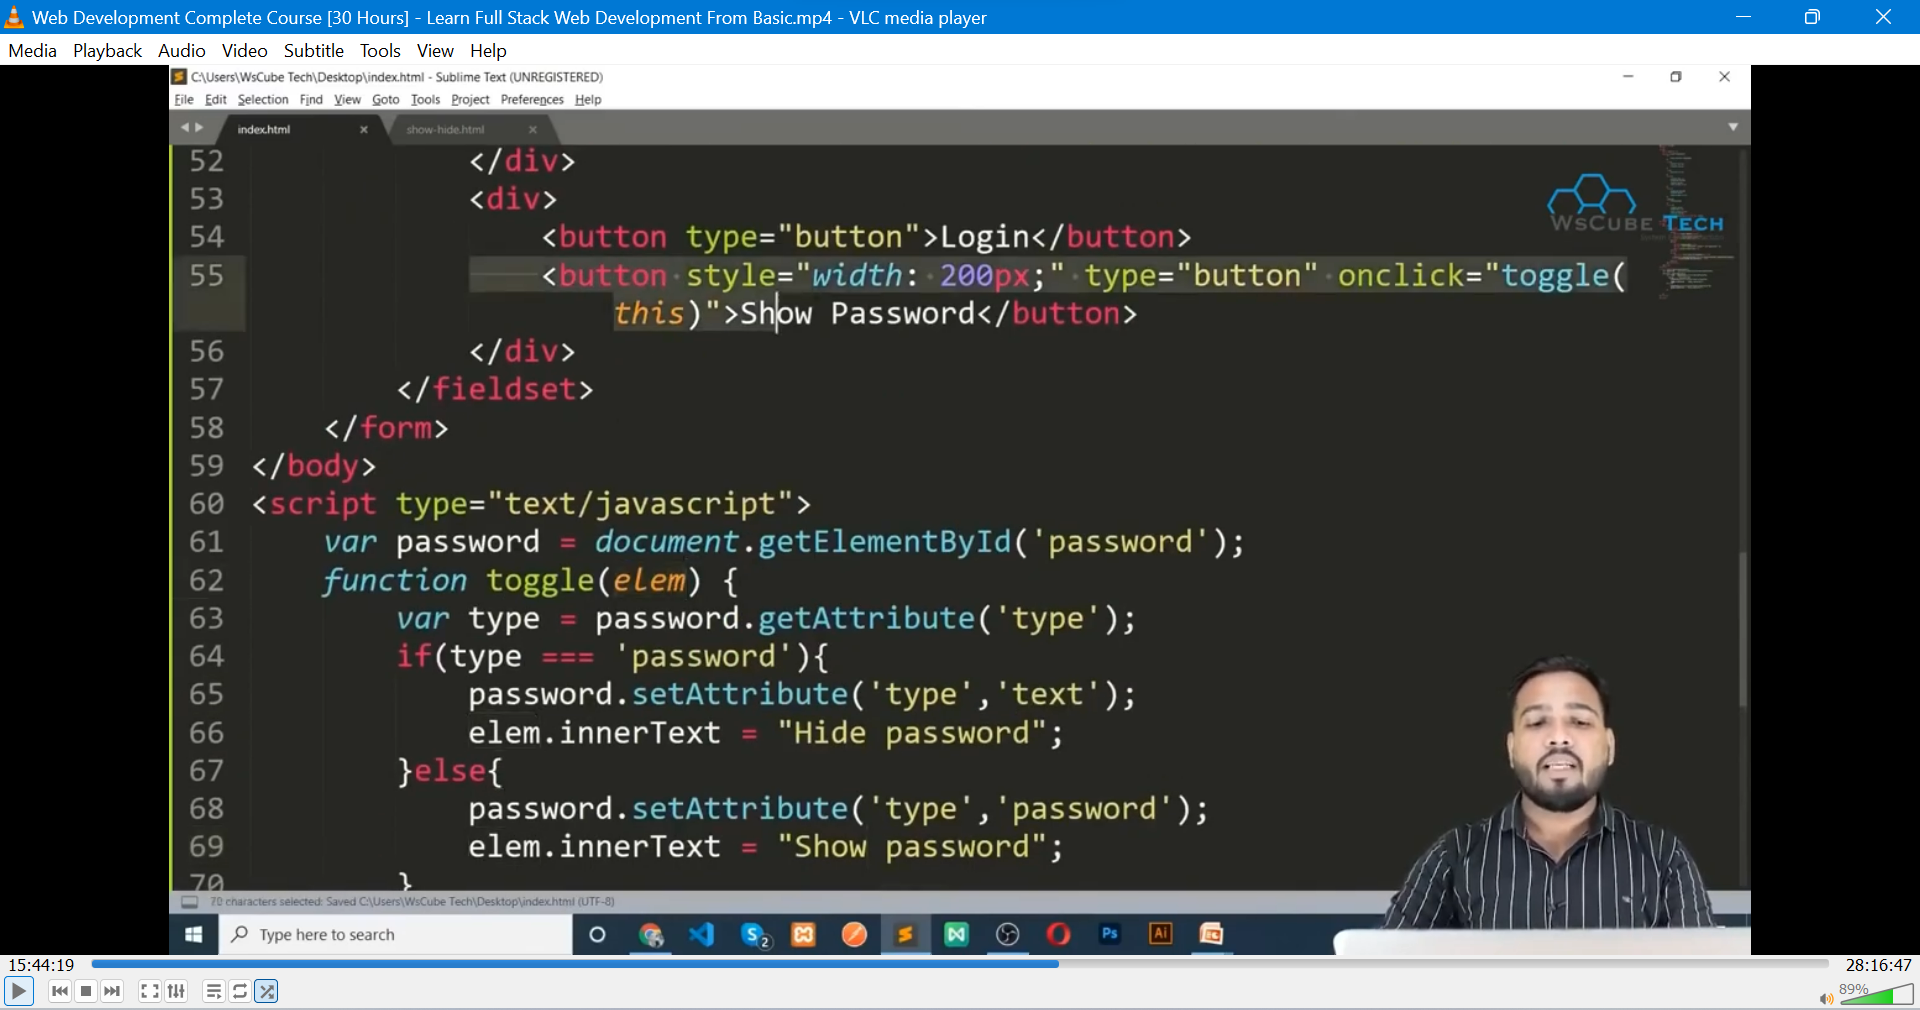 Web Development Complete Course [30 Hours] - Learn Full Stack Web Development From Basic.mp4 - VLC media player
Media Playback Audio Video Subtitle Tools View Help
C:\Users\WsCube Tech\Desktop\index.html - Sublime Text (UNREGISTERED)
File Edit Selection Find View Goto Tools Project Preferences Help
index.html show-hide.html
WSCUBE TECH
52 </div>
53 <div>
54 <button type="button">Login</button>
55 <button style="width: 200px;" type="button" onclick="toggle(
this)">Show Password</button>
56 </div>
57 </fieldset>
58 </form>
59 </body>
60 <script type="text/javascript">
61 var password = document.getElementById('password');
62 function toggle(elem) {
63 var type = password.getAttribute('type');
64 if(type === 'password'){
65 password.setAttribute('type','text');
66 elem.innerText = "Hide password";
67 }else{
68 password.setAttribute('type','password');
69 elem.innerText = "Show password";
70 }
70 characters selected: Saved C:\Users\WsCube Tech\Desktop\index.html (UTF-8)
Type here to search
S 2
Ps
Ai
15:44:19 28:16:47
89%